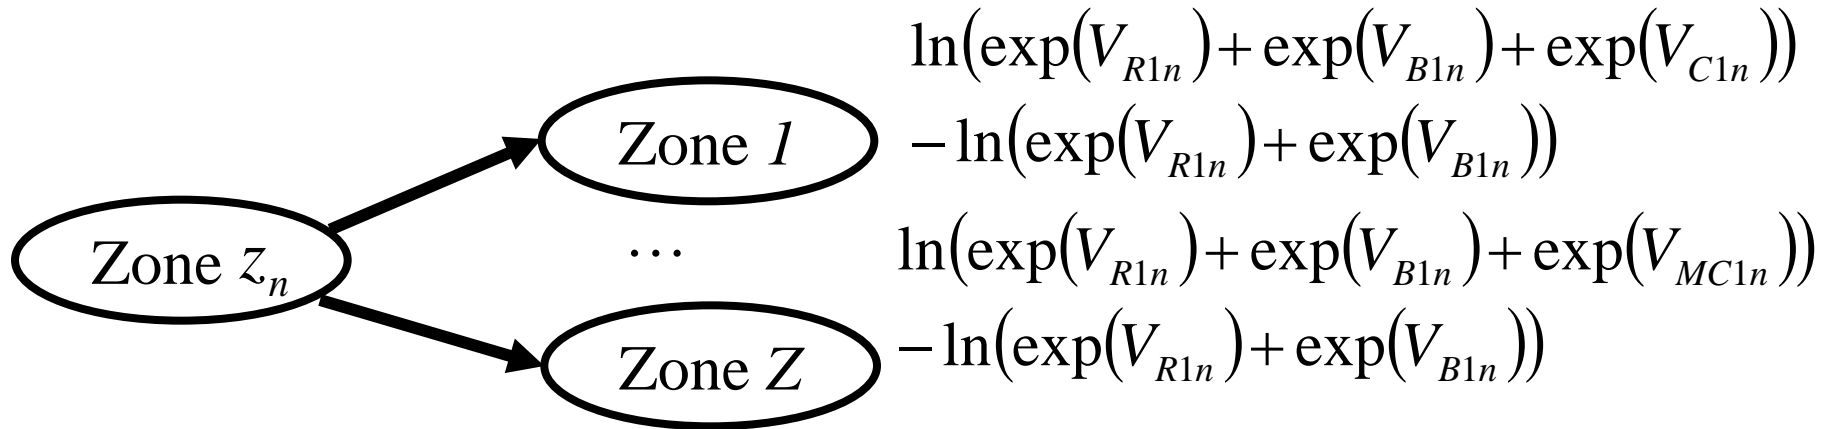 ln(exp(V_{R1n})+exp(V_{B1n})+exp(V_{C1n}))
Zone 1
−ln(exp(V_{R1n})+exp(V_{B1n}))
Zone z_n
…
ln(exp(V_{R1n})+exp(V_{B1n})+exp(V_{MC1n}))
Zone Z
−ln(exp(V_{R1n})+exp(V_{B1n}))